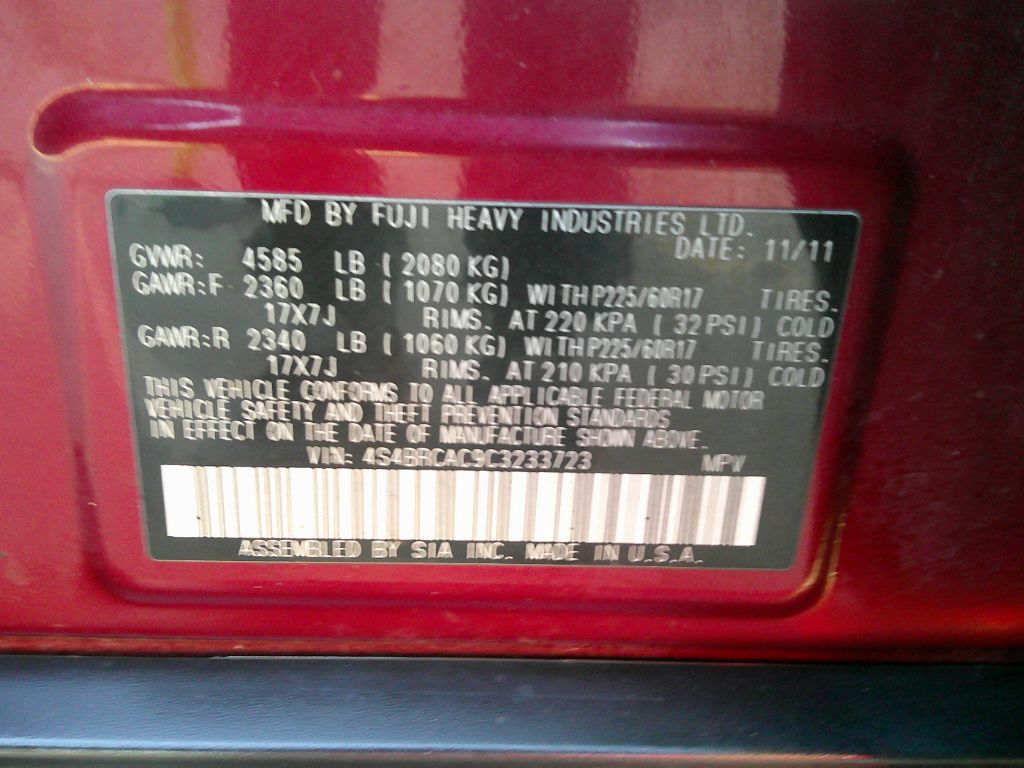 MFD BY FUJI HEAVY INDUSTRIES LTD.
DATE: 11/11
GVWR: 4585 LB ( 2080 KG)
GAWR:F 2360 LB ( 1070 KG) WITH P225/60R17 TIRES.
17X7J RIMS. AT 220 KPA ( 32 PSI) COLD
GAWR:R 2340 LB ( 1060 KG) WITH P225/60R17 TIRES.
17X7J RIMS. AT 210 KPA ( 30 PSI) COLD
THIS VEHICLE CONFORMS TO ALL APPLICABLE FEDERAL MOTOR
VEHICLE SAFETY AND THEFT PREVENTION STANDARDS
IN EFFECT ON THE DATE OF MANUFACTURE SHOWN ABOVE.
VIN: 4S4BRCAC9C3233723 MPV
ASSEMBLED BY SIA INC. MADE IN U.S.A.